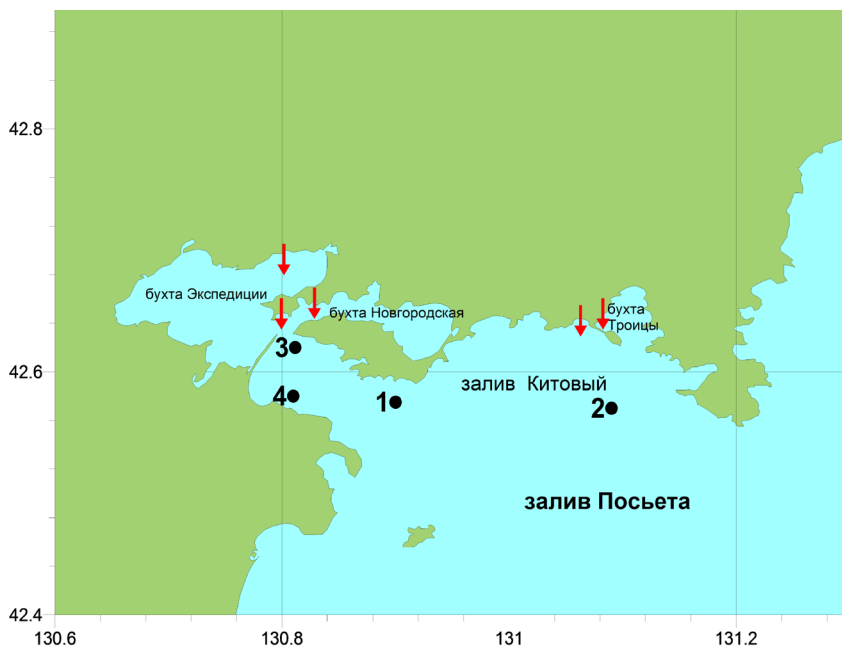 42.8
бухта Экспедиции
бухта Новгородская
бухта
Троицы
3
42.6
залив Китовый
4
1
2
залив Посьета
42.4
130.6
130.8
131
131.2